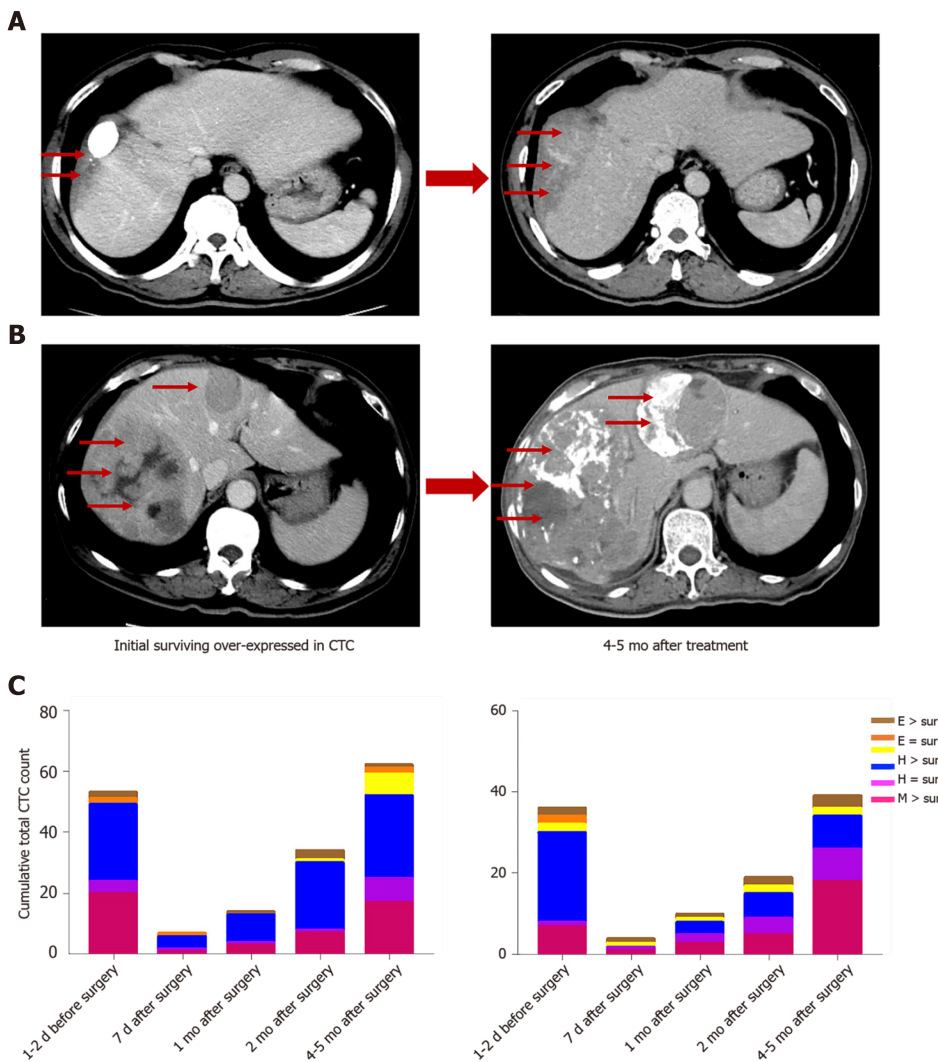 A
B
Initial surviving over-expressed in CTC
4-5 mo after treatment
C
Cumulative total CTC count
80
60
40
20
0
1-2 d before surgery
7 d after surgery
1 mo after surgery
2 mo after surgery
4-5 mo after surgery
60
40
20
0
1-2 d before surgery
7 d after surgery
1 mo after surgery
2 mo after surgery
4-5 mo after surgery
E > sur
E = sur
H > sur
H = sur
M > sur